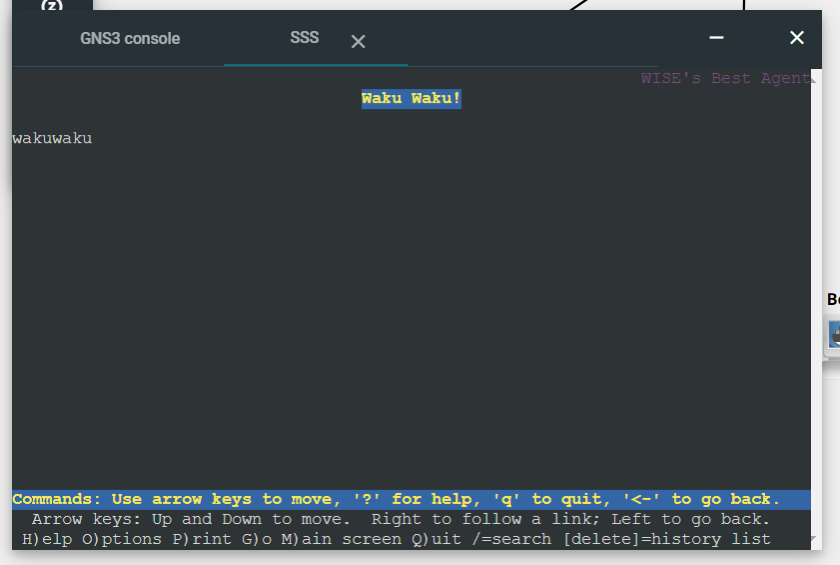 GNS3 console
SSS
WISE's Best Agent
Waku Waku!
wakuwaku
Commands: Use arrow keys to move, '?' for help, 'q' to quit, '<-' to go back.
Arrow keys: Up and Down to move.  Right to follow a link; Left to go back.
H)elp O)ptions P)rint G)o M)ain screen Q)uit /=search [delete]=history list